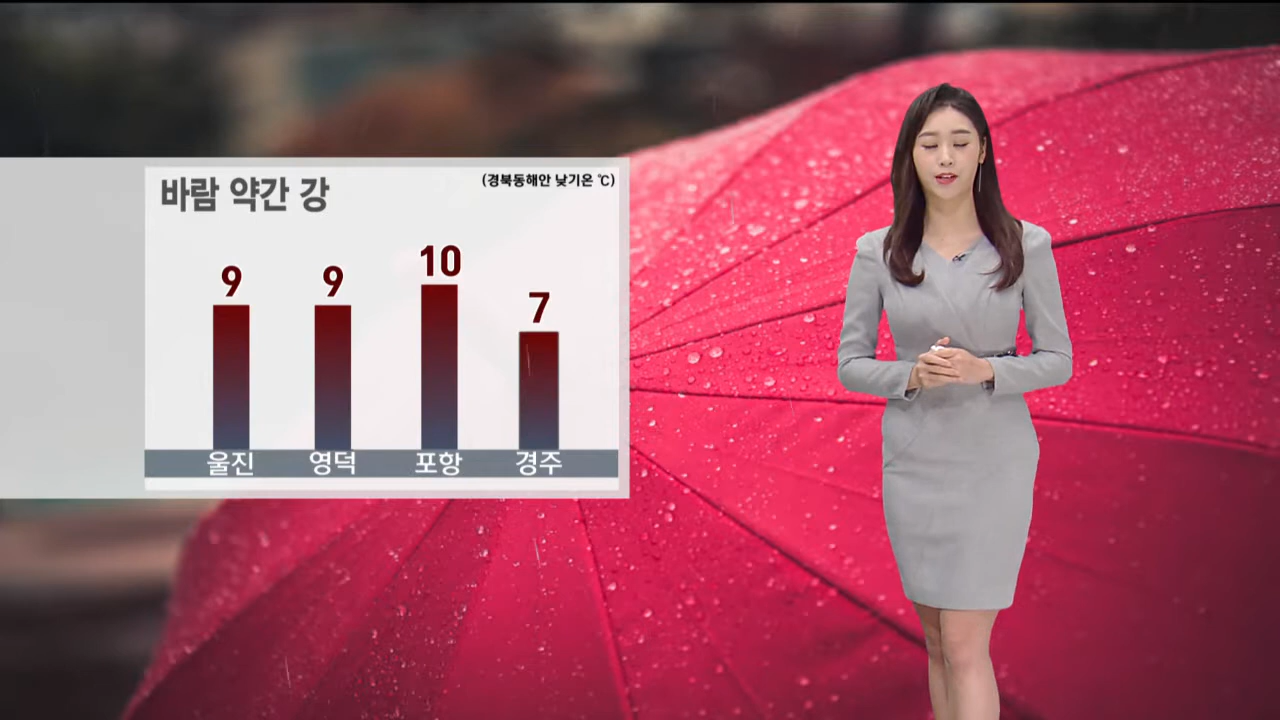 바람 약간 강
(경북동해안 낮기온 ℃)
9 9 10 7
울진 영덕 포항 경주